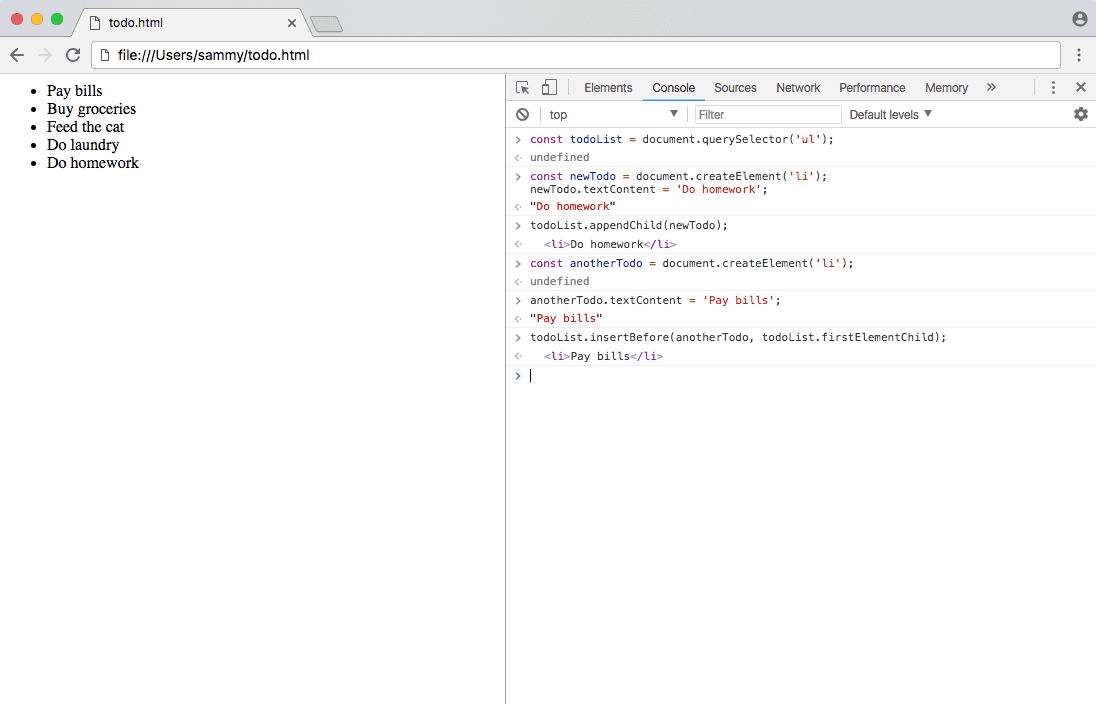 todo.html
file:///Users/sammy/todo.html
Pay bills
Buy groceries
Feed the cat
Do laundry
Do homework
Elements Console Sources Network Performance Memory
top Filter Default levels
const todoList = document.querySelector('ul');
undefined
const newTodo = document.createElement('li');
newTodo.textContent = 'Do homework';
"Do homework"
todoList.appendChild(newTodo);
<li>Do homework</li>
const anotherTodo = document.createElement('li');
undefined
anotherTodo.textContent = 'Pay bills';
"Pay bills"
todoList.insertBefore(anotherTodo, todoList.firstElementChild);
<li>Pay bills</li>